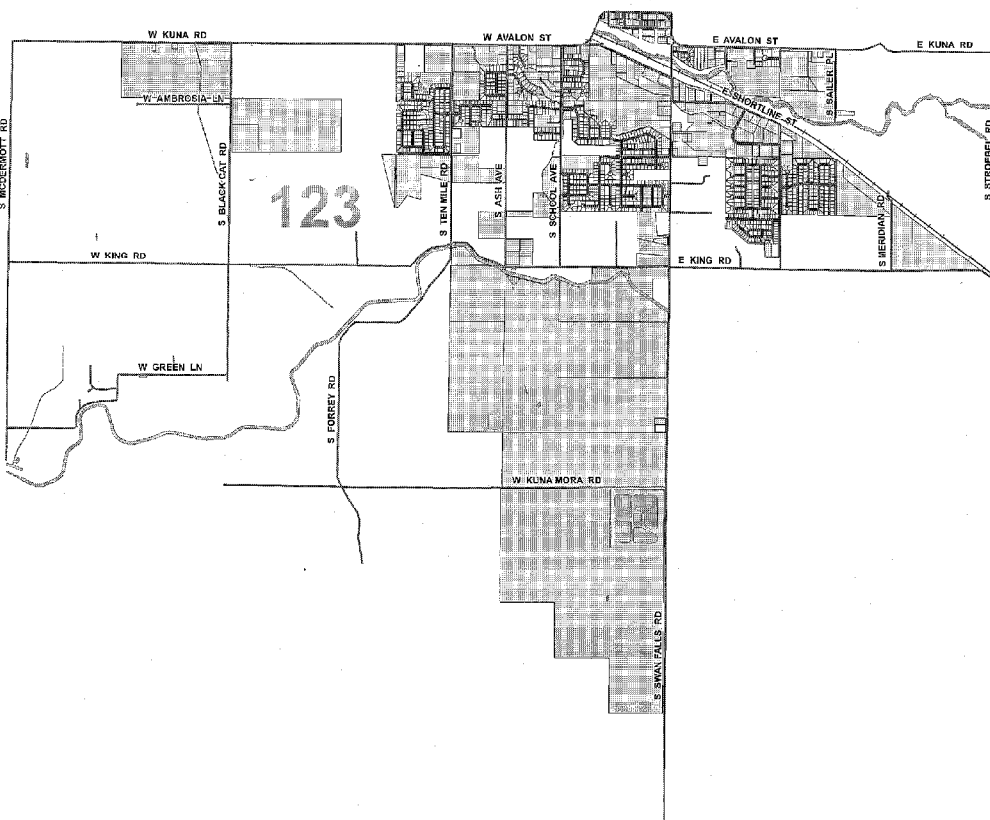 W KUNA RD
W AVALON ST
E AVALON ST
E KUNA RD
W AMBROSIA LN
E SHORTLINE ST
S SAILER PL
S MCDERMOTT RD
S BLACK CAT RD
123
S TEN MILE RD
S ASH AVE
S SCHOOL AVE
S MERIDIAN RD
S STROEBEL RD
W KING RD
E KING RD
W GREEN LN
S FORREY RD
W KUNA MORA RD
S SWAN FALLS RD